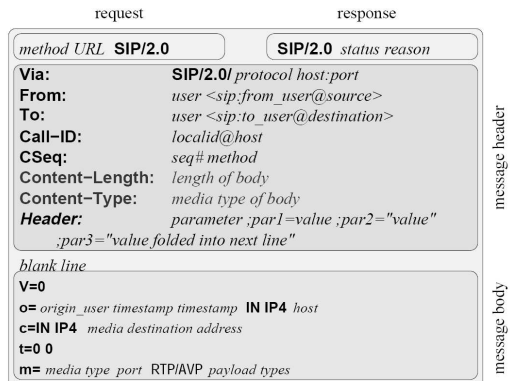 request response
method URL SIP/2.0 SIP/2.0 status reason
Via: SIP/2.0/ protocol host:port
From: user <sip:from_user@source>
To: user <sip:to_user@destination>
Call-ID: localid@host
CSeq: seq# method
Content-Length: length of body
Content-Type: media type of body
Header: parameter ;par1=value ;par2="value"
;par3="value folded into next line"
message header
blank line
V=0
o= origin_user timestamp timestamp IN IP4 host
c=IN IP4 media destination address
t=0 0
m= media type port RTP/AVP payload types
message body